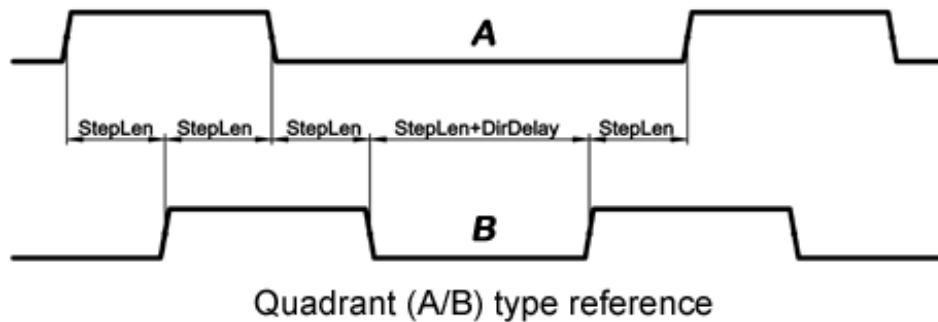 A
StepLen StepLen StepLen StepLen+DirDelay StepLen
B
Quadrant (A/B) type reference